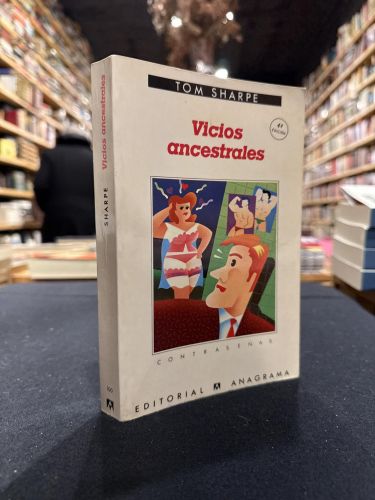 TOM SHARPE
Vicios
ancestrales
4ª
Edición
CONTRASEÑAS
EDITORIAL A ANAGRAMA
SHARPE Vicios ancestrales